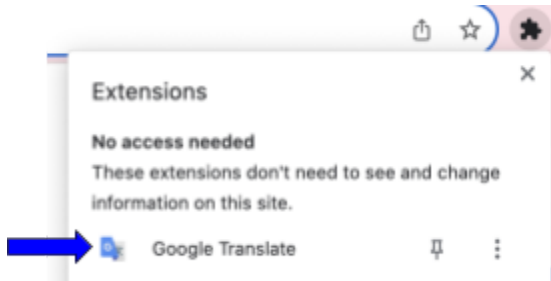 Extensions
No access needed
These extensions don't need to see and change
information on this site.
Google Translate